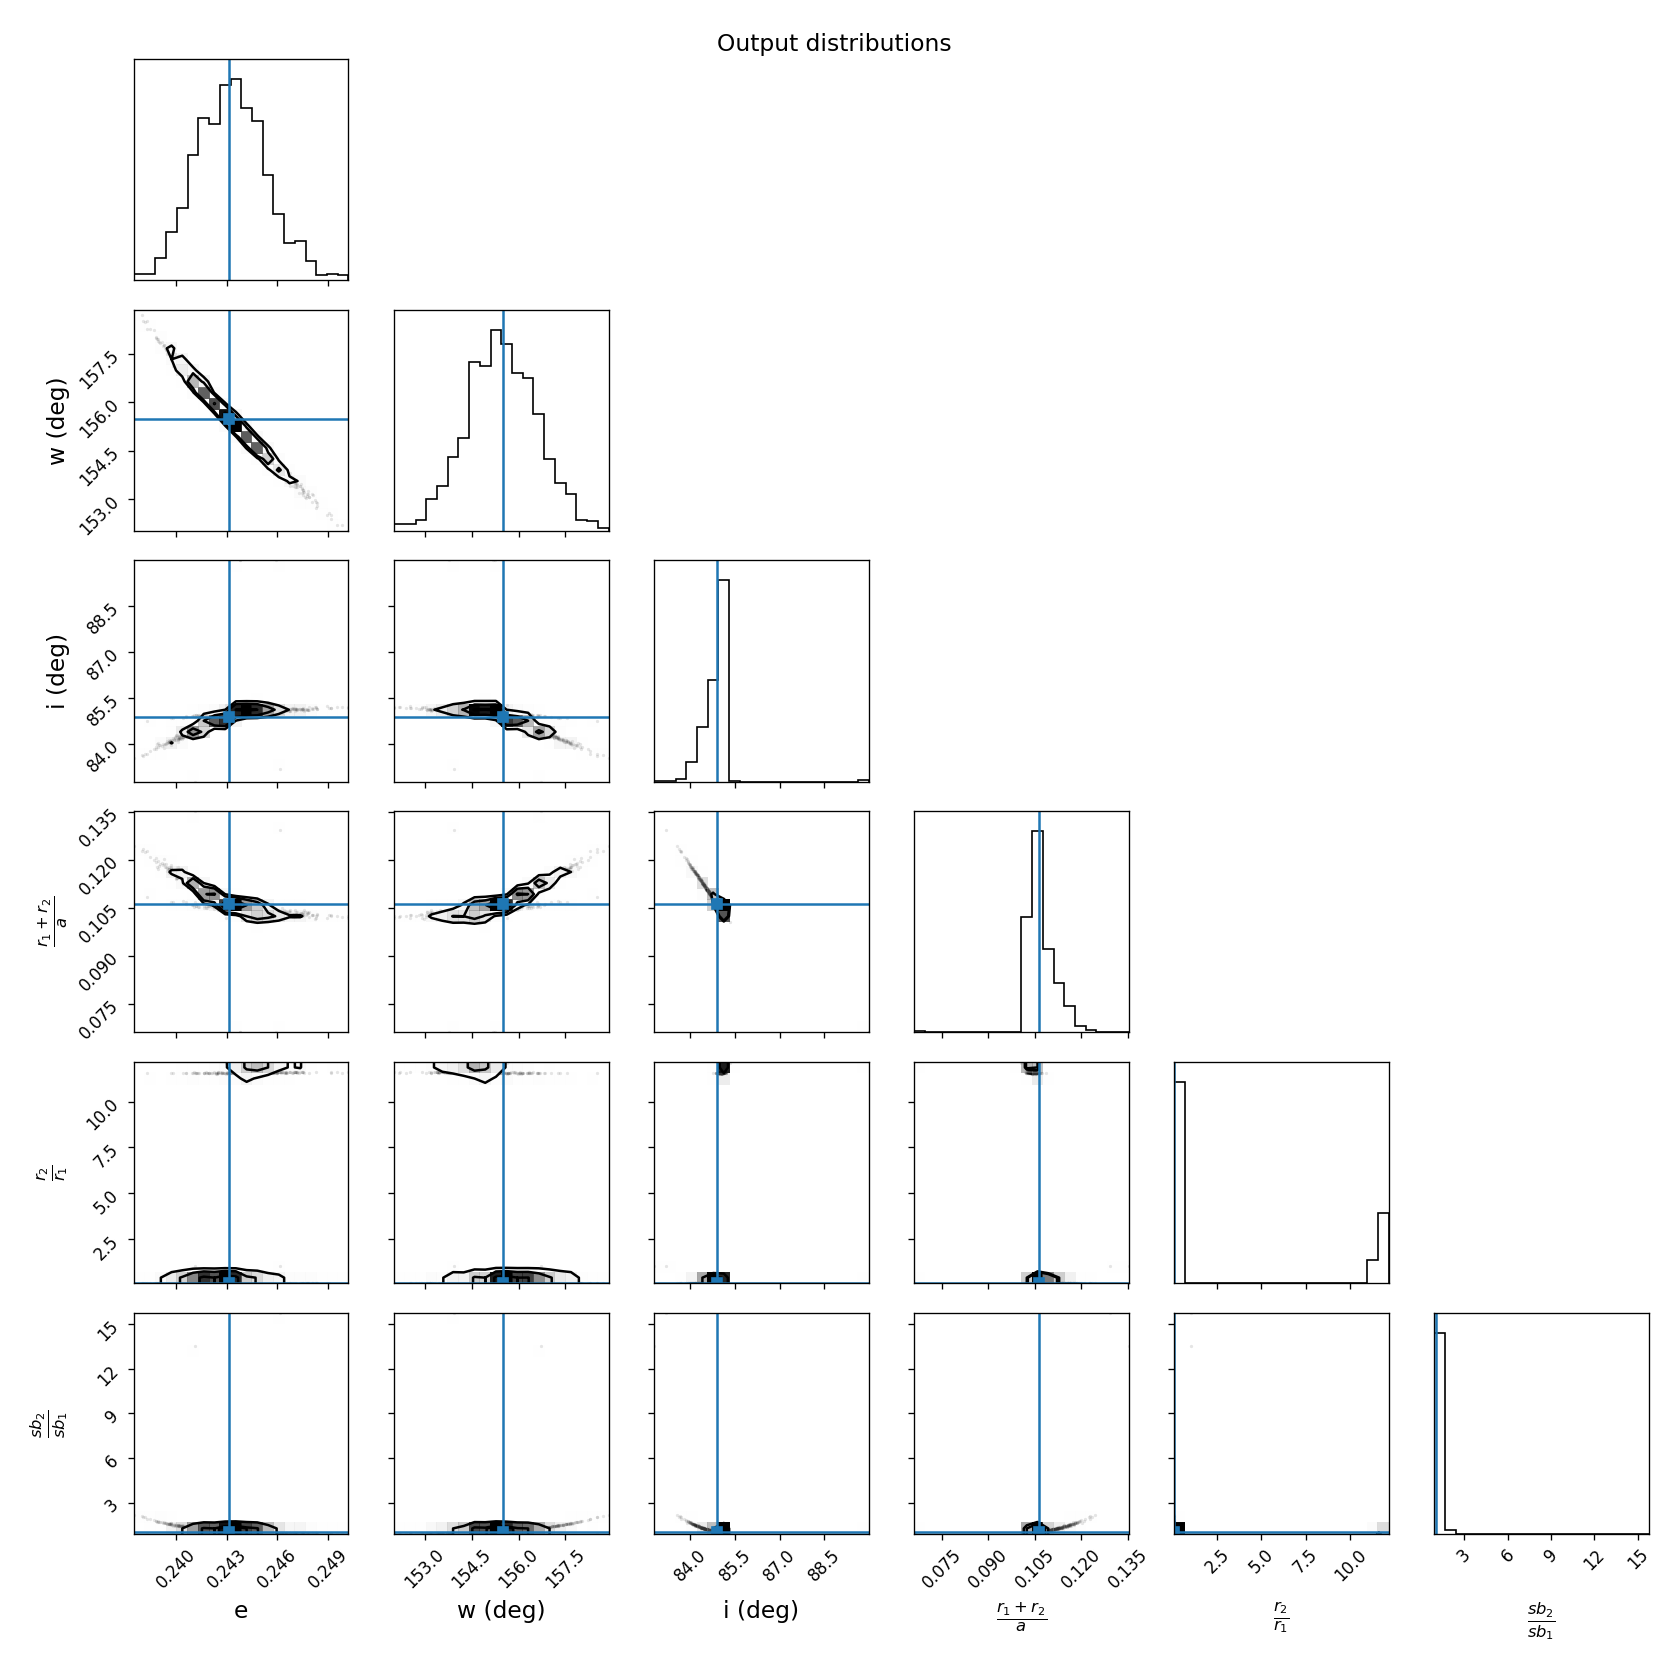 Output distributions
w (deg)
157.5
156.0
154.5
153.0
i (deg)
88.5
87.0
85.5
84.0
r₁ + r₂
a
0.135
0.120
0.105
0.090
0.075
r₂
r₁
10.0
7.5
5.0
2.5
sb₂
sb₁
15
12
9
6
3
0.240 0.243 0.246 0.249 153.0 154.5 156.0 157.5 84.0 85.5 87.0 88.5 0.075 0.090 0.105 0.120 0.135 2.5 5.0 7.5 10.0 3 6 9 12 15
e w (deg) i (deg) r₁ + r₂ r₂ sb₂
a r₁ sb₁